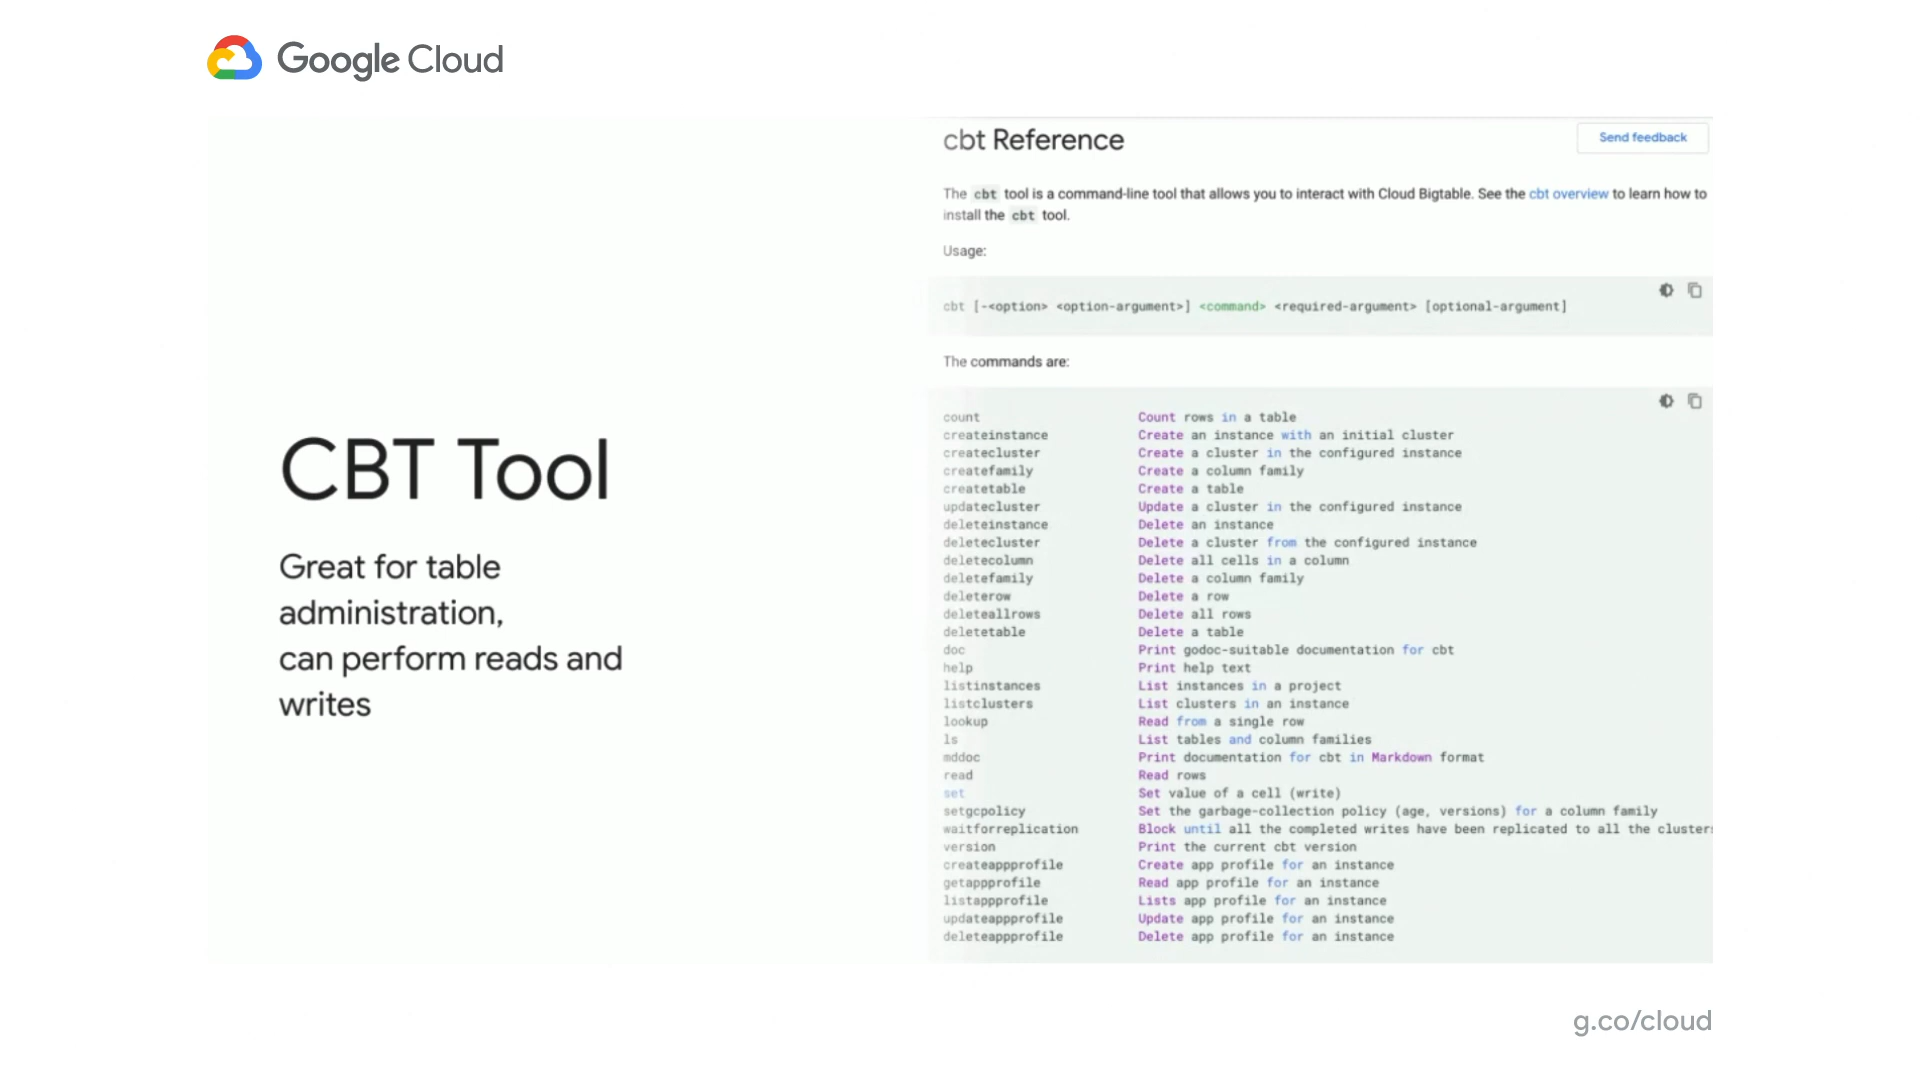 Google Cloud
CBT Tool
Great for table
administration,
can perform reads and
writes
cbt Reference
Send feedback
The cbt tool is a command-line tool that allows you to interact with Cloud Bigtable. See the cbt overview to learn how to
install the cbt tool.
Usage:
cbt [-<option> <option-argument>] <command> <required-argument> [optional-argument]
The commands are:
count Count rows in a table
createinstance Create an instance with an initial cluster
createcluster Create a cluster in the configured instance
createfamily Create a column family
createtable Create a table
updatecluster Update a cluster in the configured instance
deleteinstance Delete an instance
deletecluster Delete a cluster from the configured instance
deletecolumn Delete all cells in a column
deletefamily Delete a column family
deleterow Delete a row
deleteallrows Delete all rows
deletetable Delete a table
doc Print godoc-suitable documentation for cbt
help Print help text
listinstances List instances in a project
listclusters List clusters in an instance
lookup Read from a single row
ls List tables and column families
mddoc Print documentation for cbt in Markdown format
read Read rows
set Set value of a cell (write)
setgcpolicy Set the garbage-collection policy (age, versions) for a column family
waitforreplication Block until all the completed writes have been replicated to all the clusters
version Print the current cbt version
createappprofile Create app profile for an instance
getappprofile Read app profile for an instance
listappprofile Lists app profile for an instance
updateappprofile Update app profile for an instance
deleteappprofile Delete app profile for an instance
g.co/cloud